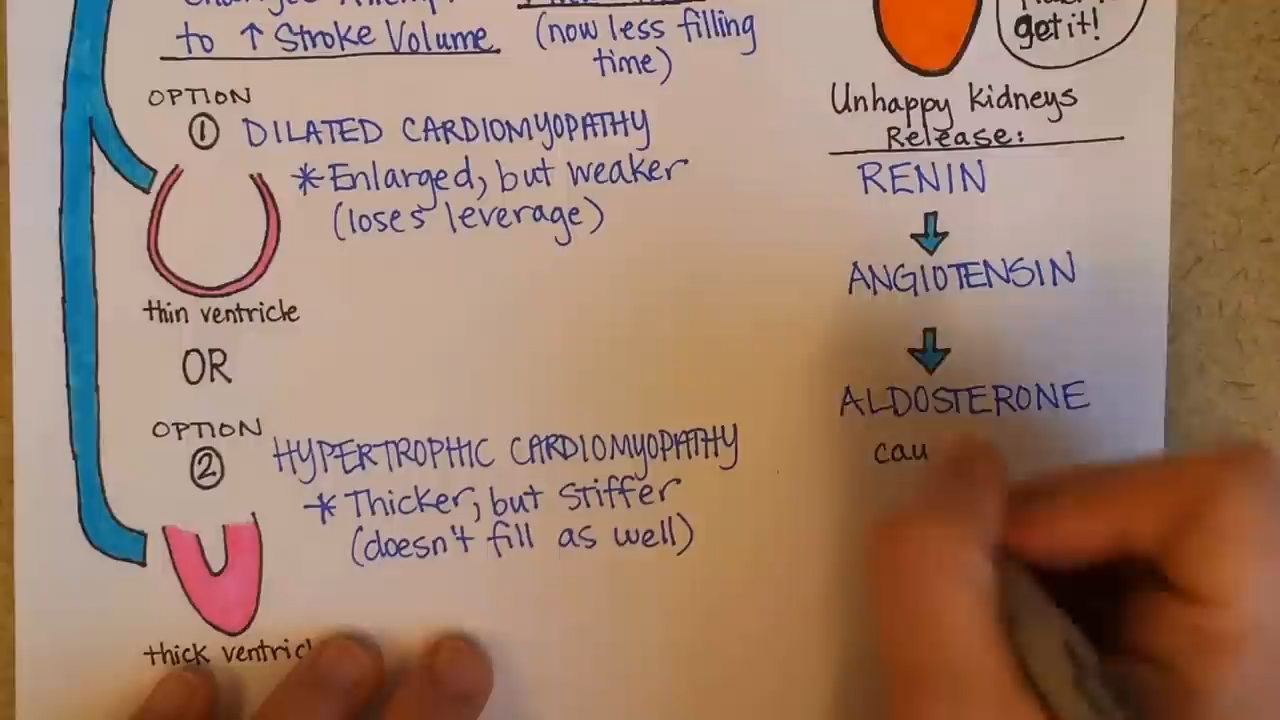 to ↑ Stroke Volume
(now less filling
time)
OPTION
① DILATED CARDIOMYOPATHY
* Enlarged, but weaker
(loses leverage)
thin ventricle
OR
OPTION
② HYPERTROPHIC CARDIOMYOPATHY
* Thicker, but stiffer
(doesn't fill as well)
thick ventricl
get it!
Unhappy Kidneys
Release:
RENIN
ANGIOTENSIN
ALDOSTERONE
cau